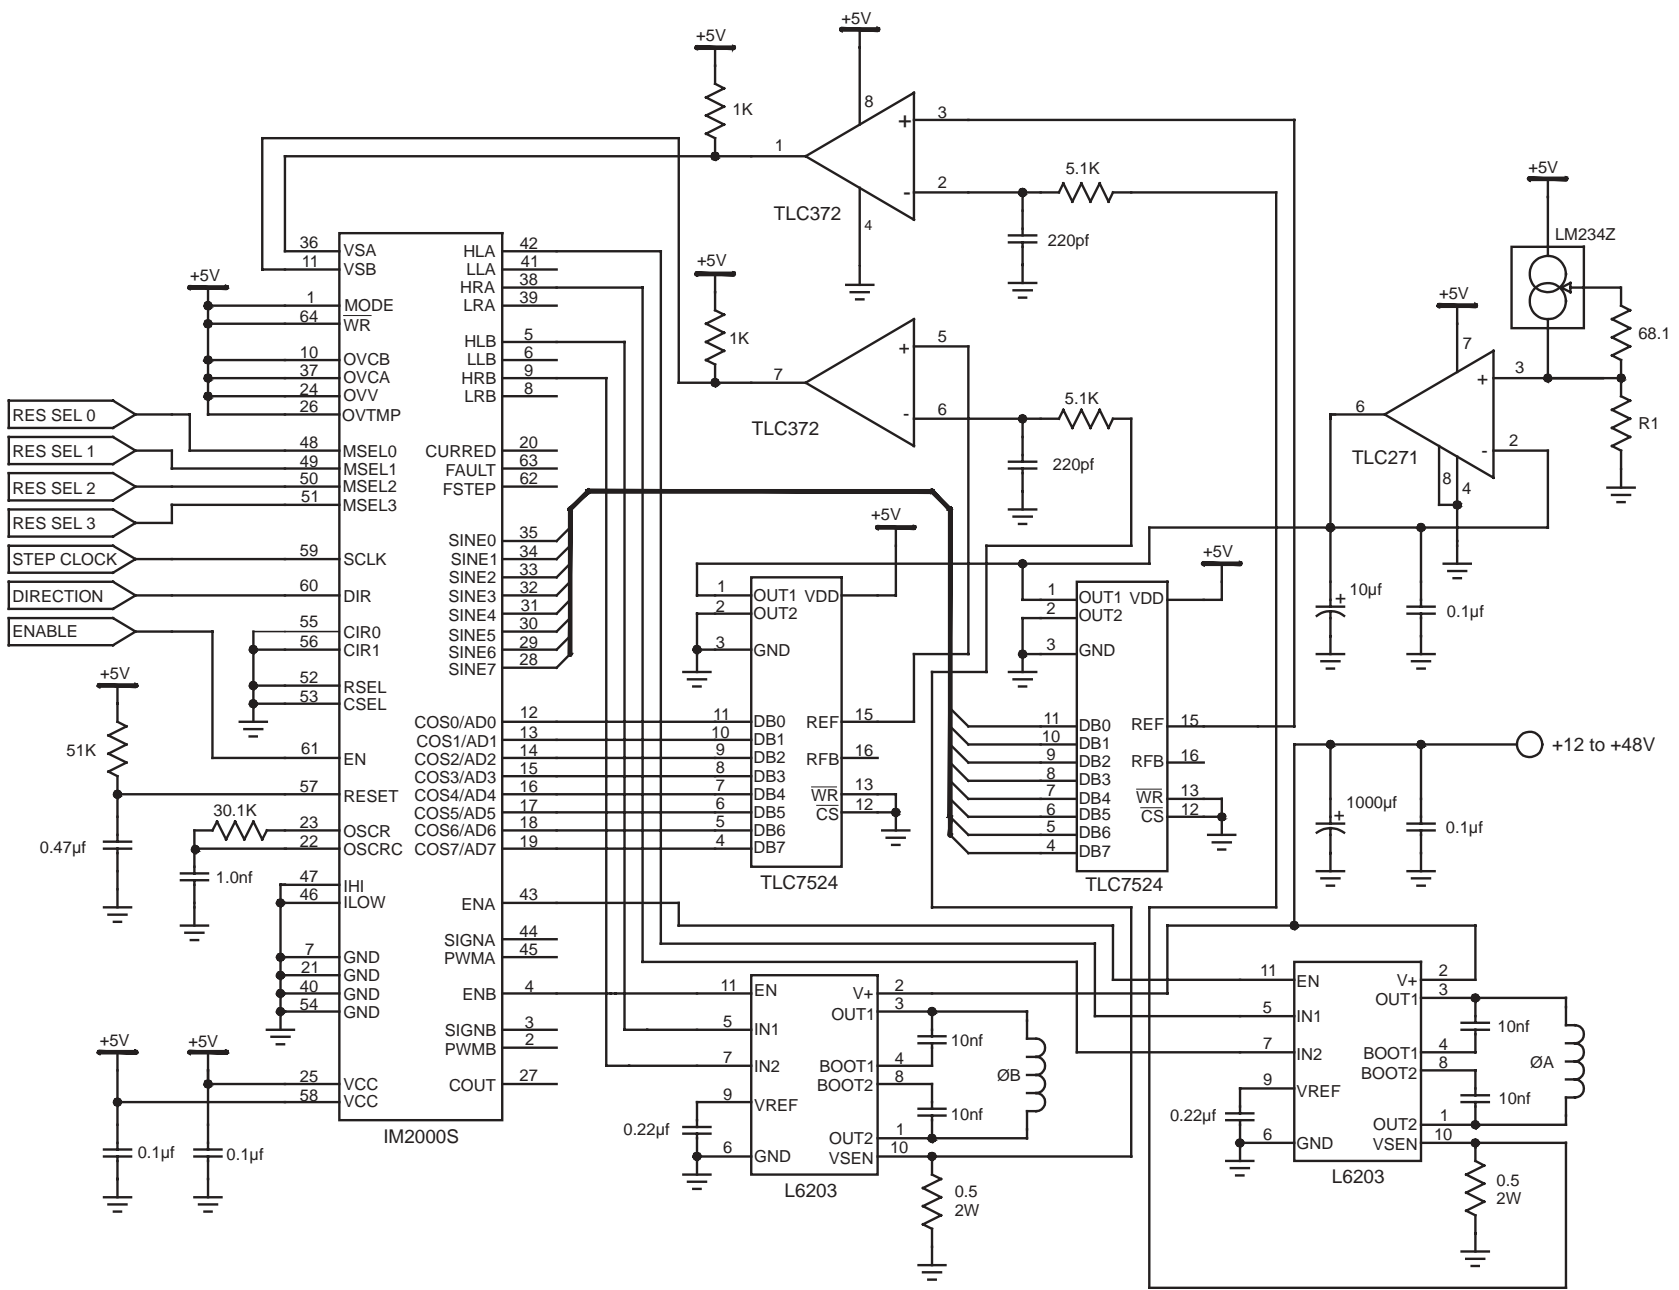 +5V
+5V
1K
8
+
3
1
5.1K
2
-
TLC372
4
220pf
+5V
LM234Z
36
VSA
11
VSB
+5V
1
MODE
64
WR
10
OVCB
37
OVCA
24
OVV
26
OVTMP
RES SEL 0
RES SEL 1
RES SEL 2
RES SEL 3
STEP CLOCK
DIRECTION
ENABLE
48
MSEL0
49
MSEL1
50
MSEL2
51
MSEL3
59
SCLK
60
DIR
55
CIR0
56
CIR1
52
RSEL
53
CSEL
61
EN
57
RESET
23
OSCR
22
OSCRC
47
IHI
46
ILOW
7
GND
21
GND
40
GND
54
GND
25
VCC
58
VCC
+5V
51K
0.47µf
30.1K
1.0nf
+5V
+5V
0.1µf
0.1µf
HLA
42
LLA
41
HRA
38
LRA
39
HLB
5
LLB
6
HRB
9
LRB
8
CURRED
20
FAULT
63
FSTEP
62
SINE0
35
SINE1
34
SINE2
33
SINE3
32
SINE4
31
SINE5
30
SINE6
29
SINE7
28
COS0/AD0
12
COS1/AD1
13
COS2/AD2
14
COS3/AD3
15
COS4/AD4
16
COS5/AD5
17
COS6/AD6
18
COS7/AD7
19
ENA
43
SIGNA
44
PWMA
45
ENB
4
SIGNB
3
PWMB
2
COUT
27
IM2000S
+5V
1K
+
5
7
5.1K
6
-
TLC372
220pf
+5V
7
68.1
+
3
6
R1
2
-
TLC271
8
4
10µf
+
0.1µf
+5V
1
OUT1
VDD
2
OUT2
3
GND
11
DB0
REF
15
10
DB1
9
DB2
RFB
16
8
DB3
7
DB4
WR
13
6
DB5
CS
12
5
DB6
4
DB7
TLC7524
+5V
1
OUT1
VDD
2
OUT2
3
GND
11
DB0
REF
15
10
DB1
9
DB2
RFB
16
8
DB3
7
DB4
WR
13
6
DB5
CS
12
5
DB6
4
DB7
TLC7524
+12 to +48V
1000µf
+
0.1µf
11
EN
V+
2
OUT1
3
5
IN1
10nf
7
IN2
BOOT1
4
BOOT2
8
ØB
9
VREF
10nf
0.22µf
OUT2
1
6
GND
VSEN
10
L6203
0.5
2W
11
EN
V+
2
OUT1
3
5
IN1
10nf
7
IN2
BOOT1
4
BOOT2
8
ØA
9
VREF
10nf
0.22µf
OUT2
1
6
GND
VSEN
10
L6203
0.5
2W